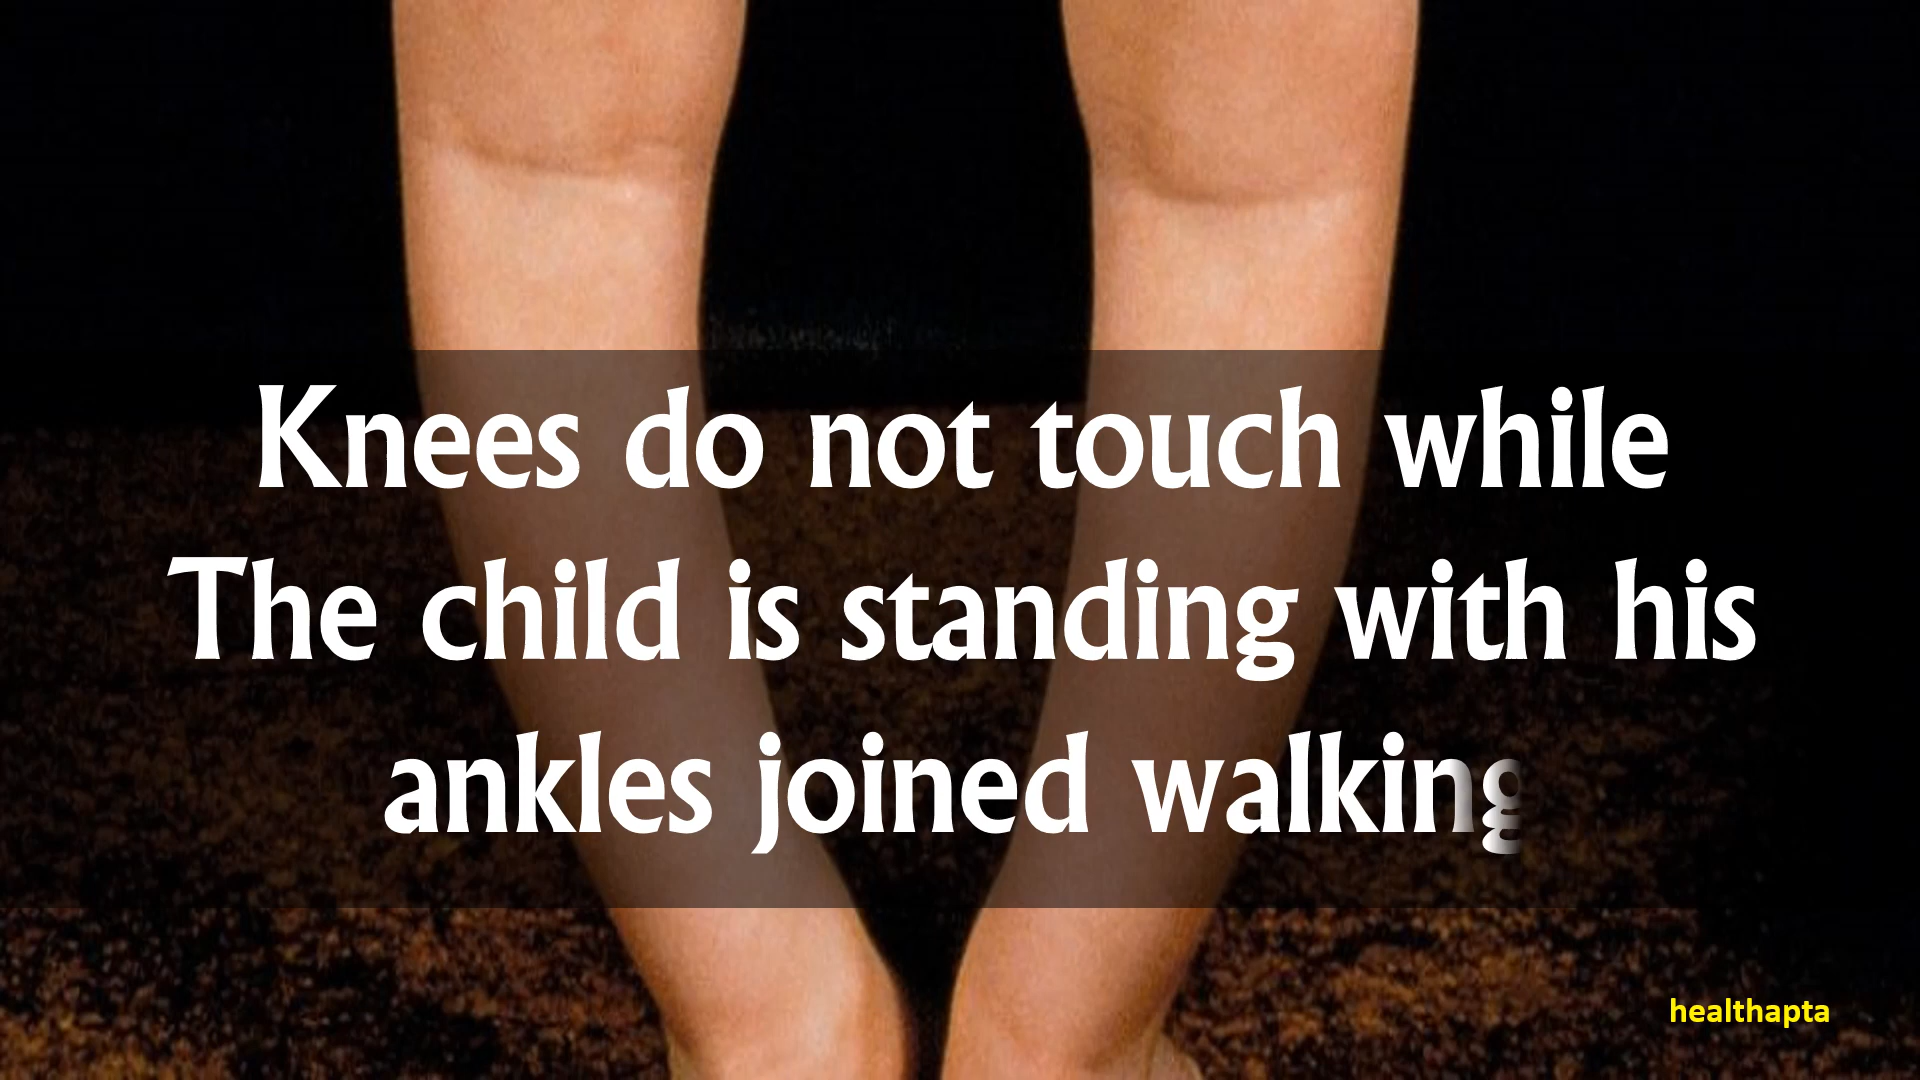 Knees do not touch while
The child is standing with his
ankles joined walking
healthapta